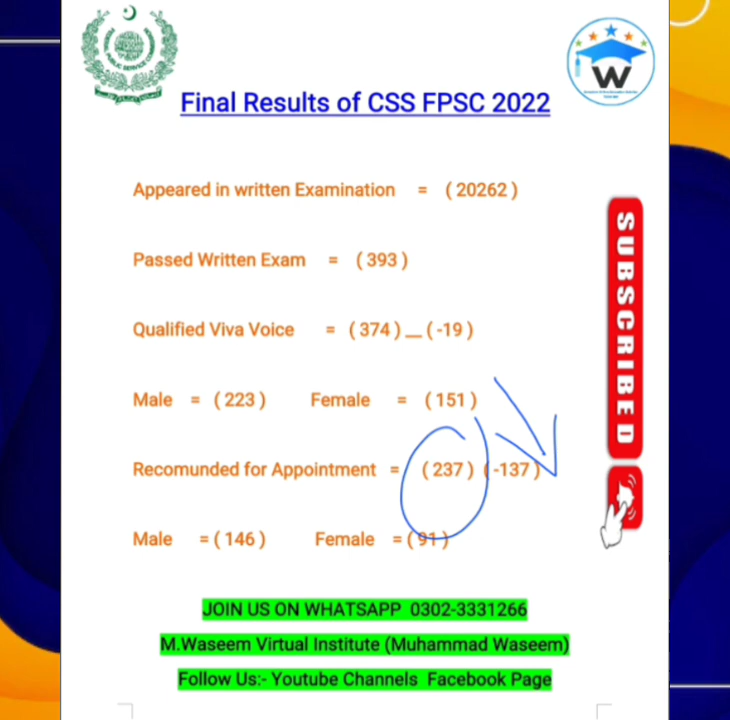 Final Results of CSS FPSC 2022
Appeared in written Examination = ( 20262 )
Passed Written Exam = ( 393 )
Qualified Viva Voice = ( 374 ) __ ( -19 )
Male = ( 223 ) Female = ( 151 )
Recomunded for Appointment = ( 237 ) ( -137 )
Male = ( 146 ) Female = ( 91 )
JOIN US ON WHATSAPP 0302-3331266
M.Waseem Virtual Institute (Muhammad Waseem)
Follow Us:- Youtube Channels Facebook Page
W
SUBSCRIBED